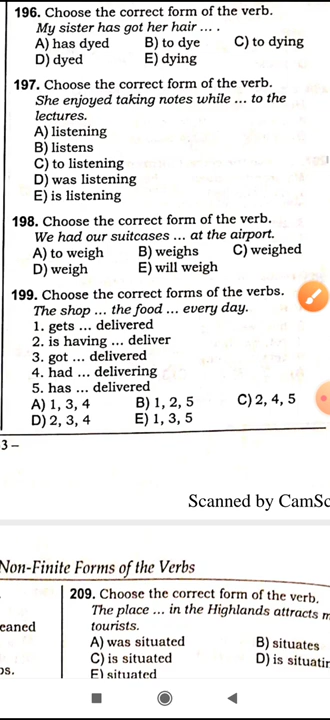 196. Choose the correct form of the verb.
My sister has got her hair ... .
A) has dyed B) to dye C) to dying
D) dyed E) dying
197. Choose the correct form of the verb.
She enjoyed taking notes while ... to the
lectures.
A) listening
B) listens
C) to listening
D) was listening
E) is listening
198. Choose the correct form of the verb.
We had our suitcases ... at the airport.
A) to weigh B) weighs C) weighed
D) weigh E) will weigh
199. Choose the correct forms of the verbs.
The shop ... the food ... every day.
1. gets ... delivered
2. is having ... deliver
3. got ... delivered
4. had ... delivering
5. has ... delivered
A) 1, 3, 4 B) 1, 2, 5 C) 2, 4, 5
D) 2, 3, 4 E) 1, 3, 5
3 –
Scanned by CamSc
Non-Finite Forms of the Verbs
eaned
os.
209. Choose the correct form of the verb.
The place ... in the Highlands attracts m
tourists.
A) was situated B) situates
C) is situated D) is situatin
E) situated